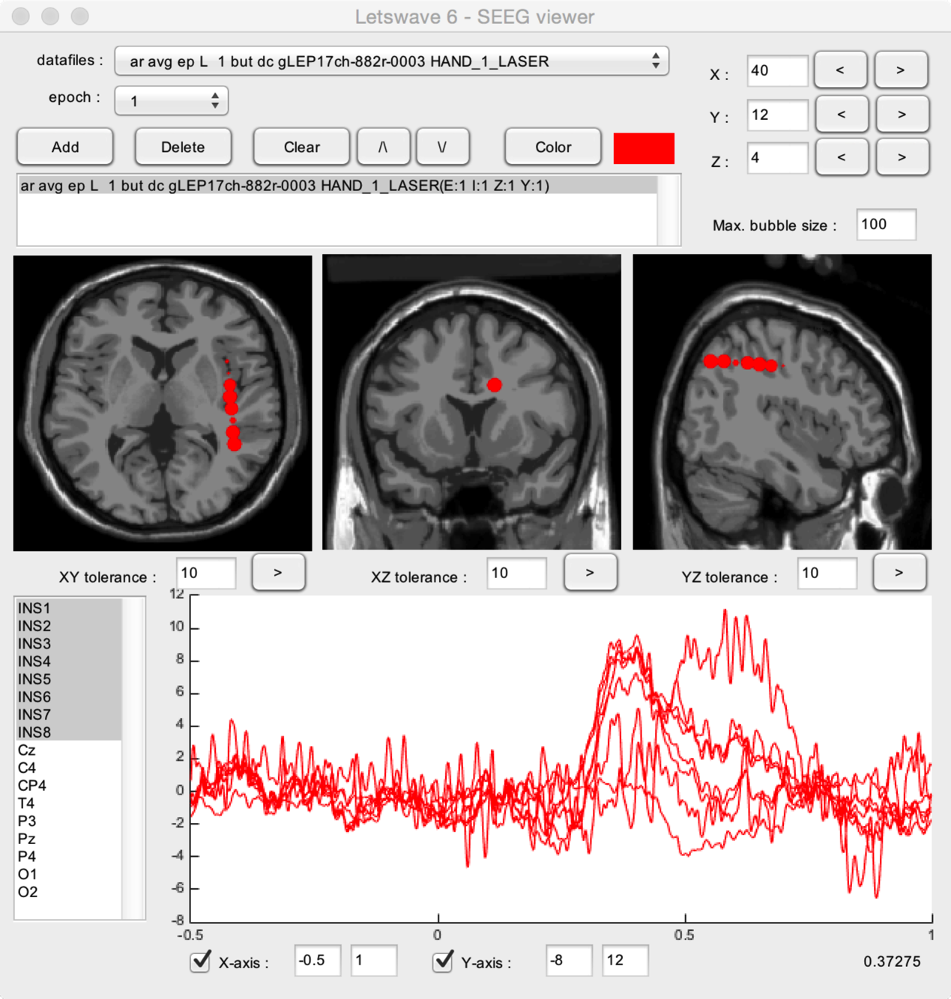 Letswave 6 - SEEG viewer
datafiles : ar avg ep L  1 but dc gLEP17ch-882r-0003 HAND_1_LASER
epoch : 1
X : 40 < >
Y : 12 < >
Z : 4 < >
Add Delete Clear /\ \/ Color
ar avg ep L  1 but dc gLEP17ch-882r-0003 HAND_1_LASER(E:1 I:1 Z:1 Y:1)
Max. bubble size : 100
XY tolerance : 10 > XZ tolerance : 10 > YZ tolerance : 10 >
INS1
INS2
INS3
INS4
INS5
INS6
INS7
INS8
Cz
C4
CP4
T4
P3
Pz
P4
O1
O2
12
10
8
6
4
2
0
-2
-4
-6
-8
-0.5 0 0.5 1
X-axis : -0.5 1 Y-axis : -8 12 0.37275